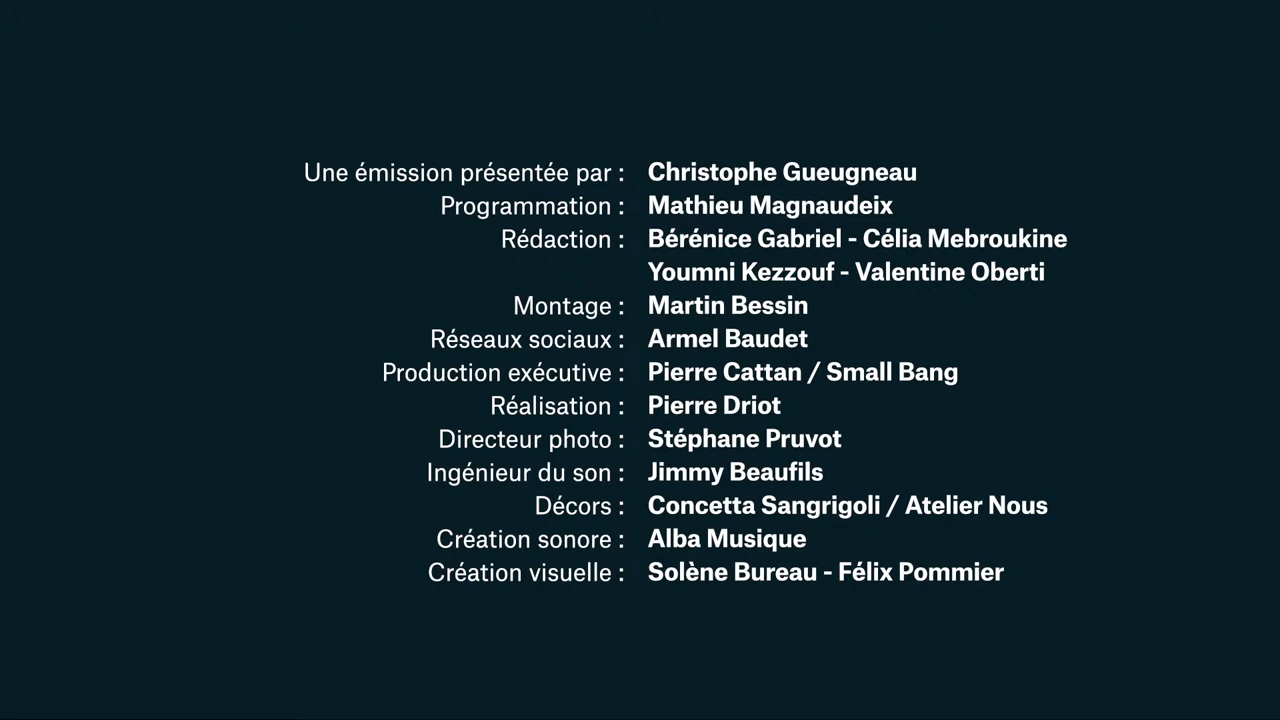 Une émission présentée par : Christophe Gueugneau
Programmation : Mathieu Magnaudeix
Rédaction : Bérénice Gabriel - Célia Mebroukine
Youmni Kezzouf - Valentine Oberti
Montage : Martin Bessin
Réseaux sociaux : Armel Baudet
Production exécutive : Pierre Cattan / Small Bang
Réalisation : Pierre Driot
Directeur photo : Stéphane Pruvot
Ingénieur du son : Jimmy Beaufils
Décors : Concetta Sangrigoli / Atelier Nous
Création sonore : Alba Musique
Création visuelle : Solène Bureau - Félix Pommier